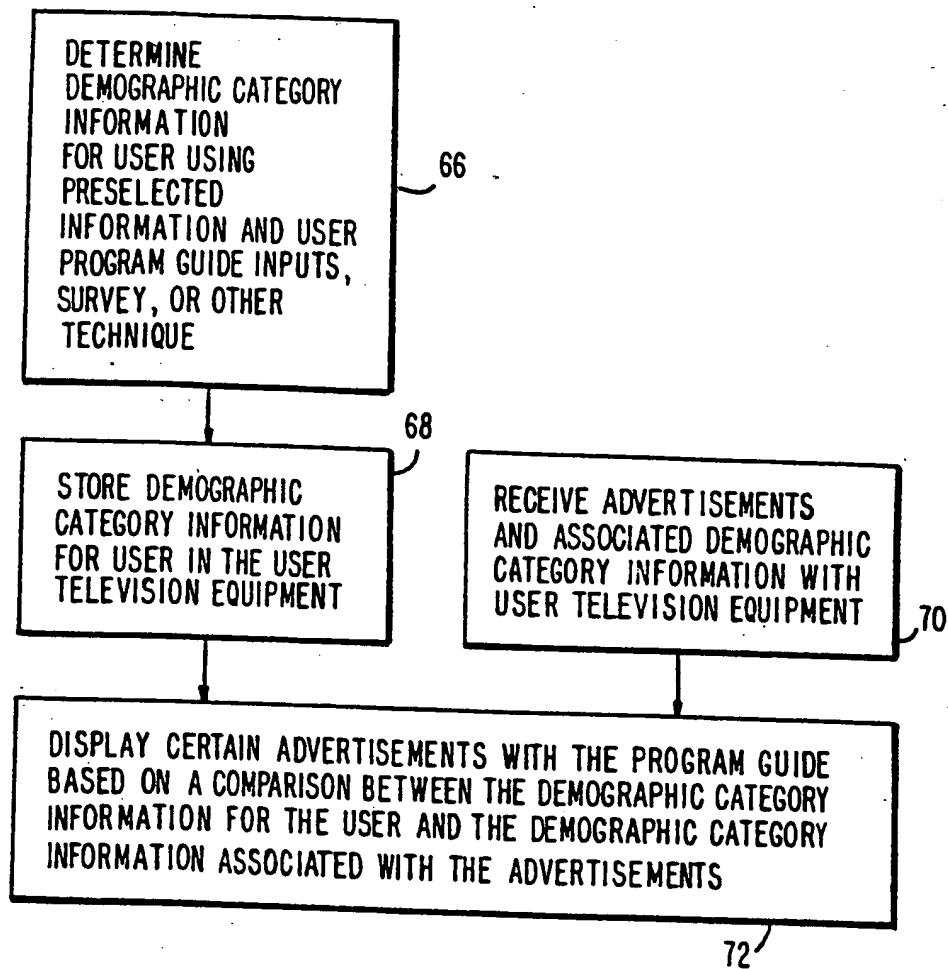 DETERMINE
DEMOGRAPHIC CATEGORY
INFORMATION
FOR USER USING
PRESELECTED
INFORMATION AND USER
PROGRAM GUIDE INPUTS,
SURVEY, OR OTHER
TECHNIQUE
66
68
STORE DEMOGRAPHIC
CATEGORY INFORMATION
FOR USER IN THE USER
TELEVISION EQUIPMENT
RECEIVE ADVERTISEMENTS
AND ASSOCIATED DEMOGRAPHIC
CATEGORY INFORMATION WITH
USER TELEVISION EQUIPMENT
70
DISPLAY CERTAIN ADVERTISEMENTS WITH THE PROGRAM GUIDE
BASED ON A COMPARISON BETWEEN THE DEMOGRAPHIC CATEGORY
INFORMATION FOR THE USER AND THE DEMOGRAPHIC CATEGORY
INFORMATION ASSOCIATED WITH THE ADVERTISEMENTS
72